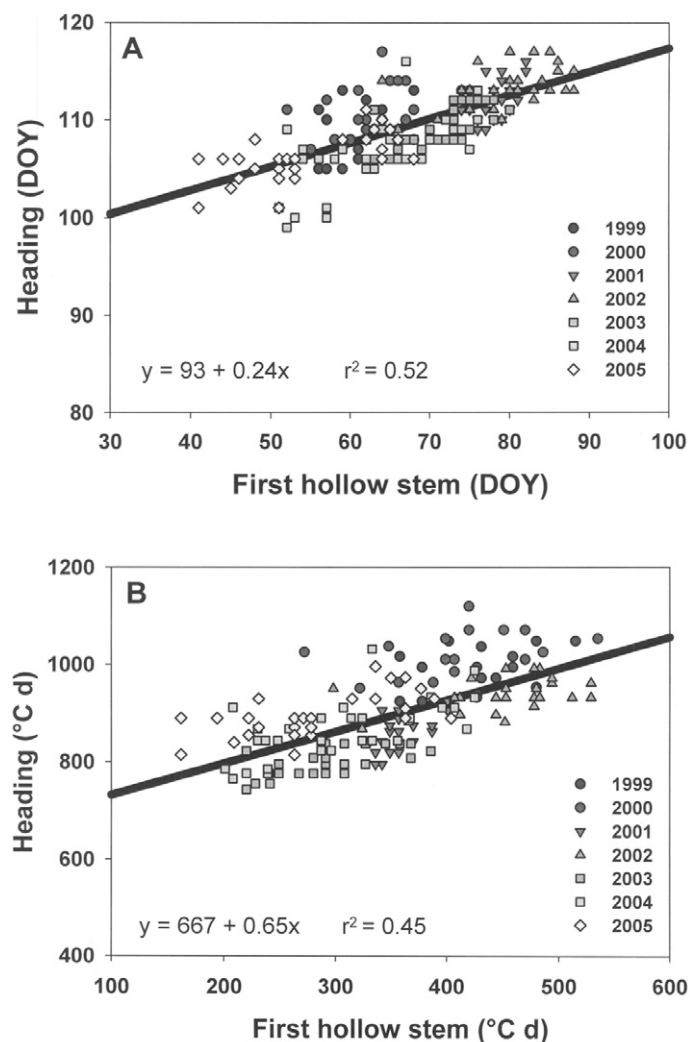 A
120
110
100
90
80
Heading (DOY)
1999
2000
2001
2002
2003
2004
2005
y = 93 + 0.24x r² = 0.52
30 40 50 60 70 80 90 100
First hollow stem (DOY)
B
1200
1000
800
600
400
Heading (°C d)
1999
2000
2001
2002
2003
2004
2005
y = 667 + 0.65x r² = 0.45
100 200 300 400 500 600
First hollow stem (°C d)